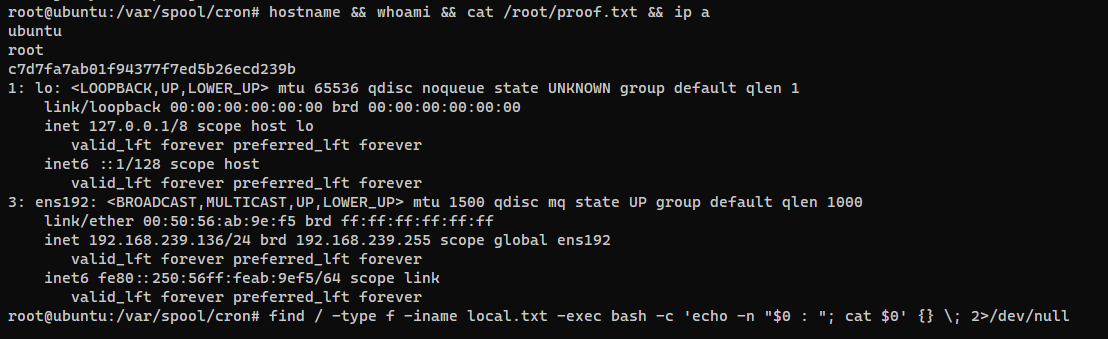 root@ubuntu:/var/spool/cron# hostname && whoami && cat /root/proof.txt && ip a
ubuntu
root
c7d7fa7ab01f94377f7ed5b26ecd239b
1: lo: <LOOPBACK,UP,LOWER_UP> mtu 65536 qdisc noqueue state UNKNOWN group default qlen 1
    link/loopback 00:00:00:00:00:00 brd 00:00:00:00:00:00
    inet 127.0.0.1/8 scope host lo
       valid_lft forever preferred_lft forever
    inet6 ::1/128 scope host
       valid_lft forever preferred_lft forever
3: ens192: <BROADCAST,MULTICAST,UP,LOWER_UP> mtu 1500 qdisc mq state UP group default qlen 1000
    link/ether 00:50:56:ab:9e:f5 brd ff:ff:ff:ff:ff:ff
    inet 192.168.239.136/24 brd 192.168.239.255 scope global ens192
       valid_lft forever preferred_lft forever
    inet6 fe80::250:56ff:feab:9ef5/64 scope link
       valid_lft forever preferred_lft forever
root@ubuntu:/var/spool/cron# find / -type f -iname local.txt -exec bash -c 'echo -n "$0 : "; cat $0' {} \; 2>/dev/null